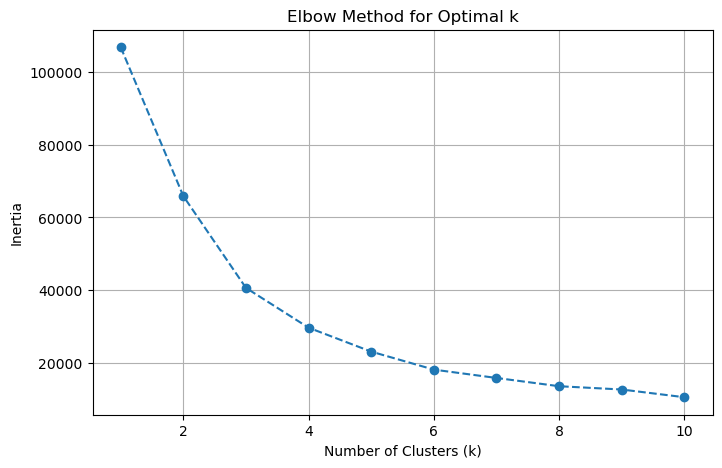 Elbow Method for Optimal k
100000
80000
60000
40000
20000
Inertia
2 4 6 8 10
Number of Clusters (k)